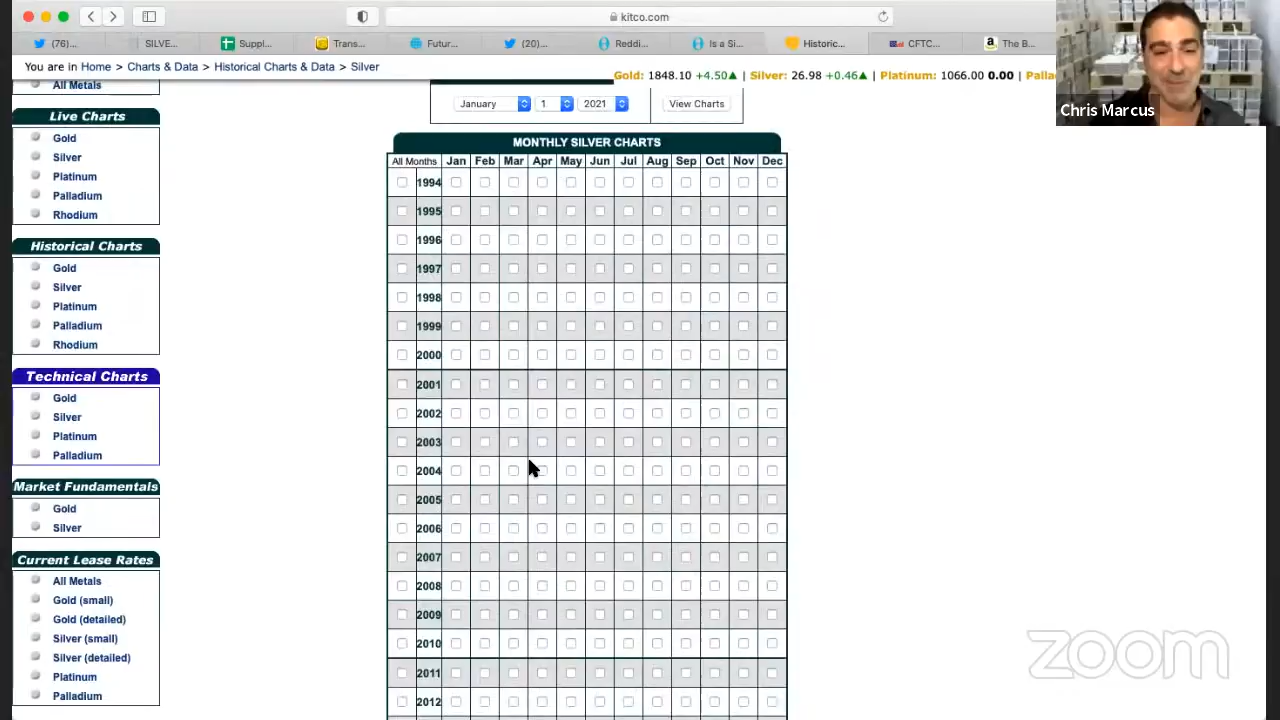 kitco.com
(76)...
SILVE...
Suppl...
Trans...
Futur...
(20)...
Reddi...
Is a Si...
Historic...
CFTC...
The B...
You are in Home > Charts & Data > Historical Charts & Data > Silver
Gold: 1848.10 +4.50▲ | Silver: 26.98 +0.46▲ | Platinum: 1066.00 0.00 | Palla
Chris Marcus
All Metals
Live Charts
Gold
Silver
Platinum
Palladium
Rhodium
Historical Charts
Gold
Silver
Platinum
Palladium
Rhodium
Technical Charts
Gold
Silver
Platinum
Palladium
Market Fundamentals
Gold
Silver
Current Lease Rates
All Metals
Gold (small)
Gold (detailed)
Silver (small)
Silver (detailed)
Platinum
Palladium
January 1 2021 View Charts
MONTHLY SILVER CHARTS
All Months Jan Feb Mar Apr May Jun Jul Aug Sep Oct Nov Dec
1994
1995
1996
1997
1998
1999
2000
2001
2002
2003
2004
2005
2006
2007
2008
2009
2010
2011
2012
zoom